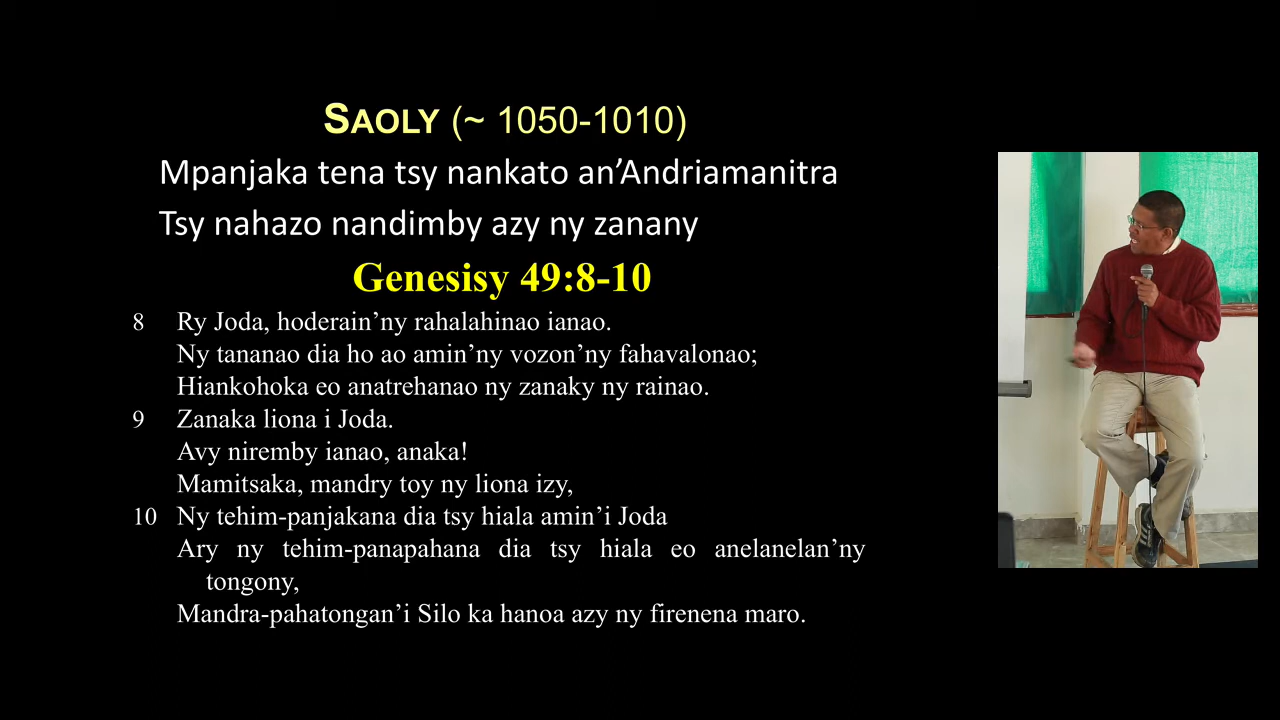 SAOLY (~ 1050-1010)
Mpanjaka tena tsy nankato an’Andriamanitra
Tsy nahazo nandimby azy ny zanany
Genesisy 49:8-10
8 Ry Joda, hoderain’ny rahalahinao ianao.
Ny tananao dia ho ao amin’ny vozon’ny fahavalonao;
Hiankohoka eo anatrehanao ny zanaky ny rainao.
9 Zanaka liona i Joda.
Avy niremby ianao, anaka!
Mamitsaka, mandry toy ny liona izy,
10 Ny tehim-panjakana dia tsy hiala amin’i Joda
Ary ny tehim-panapahana dia tsy hiala eo anelanelan’ny
tongony,
Mandra-pahatongan’i Silo ka hanoa azy ny firenena maro.